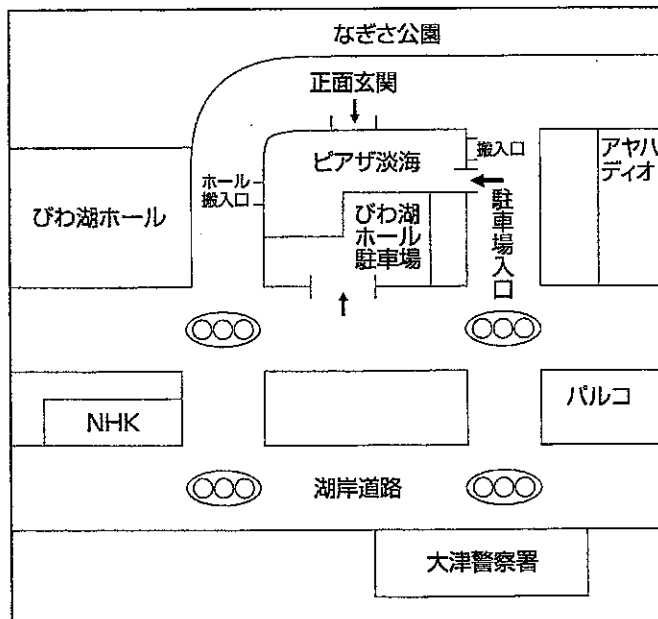 なぎさ公園
正面玄関
ピアザ淡海
搬入口
アヤハ
ディオ
ホール
搬入口
びわ湖ホール
びわ湖
ホール
駐車場
駐車場入口
NHK
パルコ
湖岸道路
大津警察署